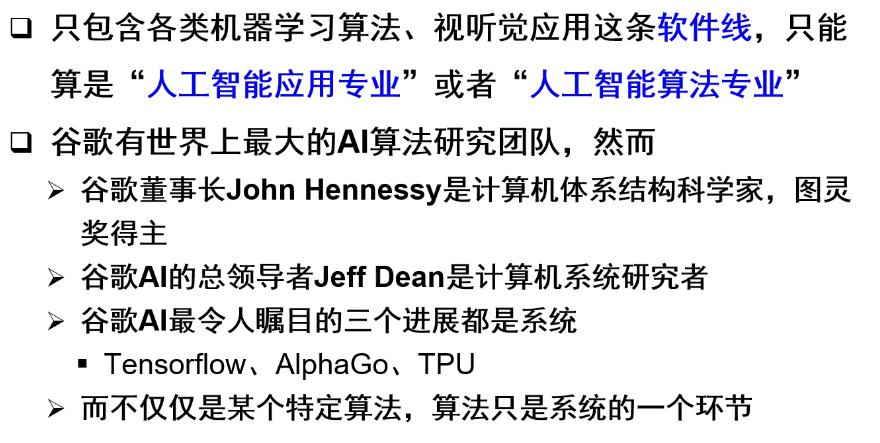 ❑ 只包含各类机器学习算法、视听觉应用这条软件线，只能
算是“人工智能应用专业”或者“人工智能算法专业”
❑ 谷歌有世界上最大的AI算法研究团队，然而
➢ 谷歌董事长John Hennessy是计算机体系结构科学家，图灵
奖得主
➢ 谷歌AI的总领导者Jeff Dean是计算机系统研究者
➢ 谷歌AI最令人瞩目的三个进展都是系统
▪ Tensorflow、AlphaGo、TPU
➢ 而不仅仅是某个特定算法，算法只是系统的一个环节